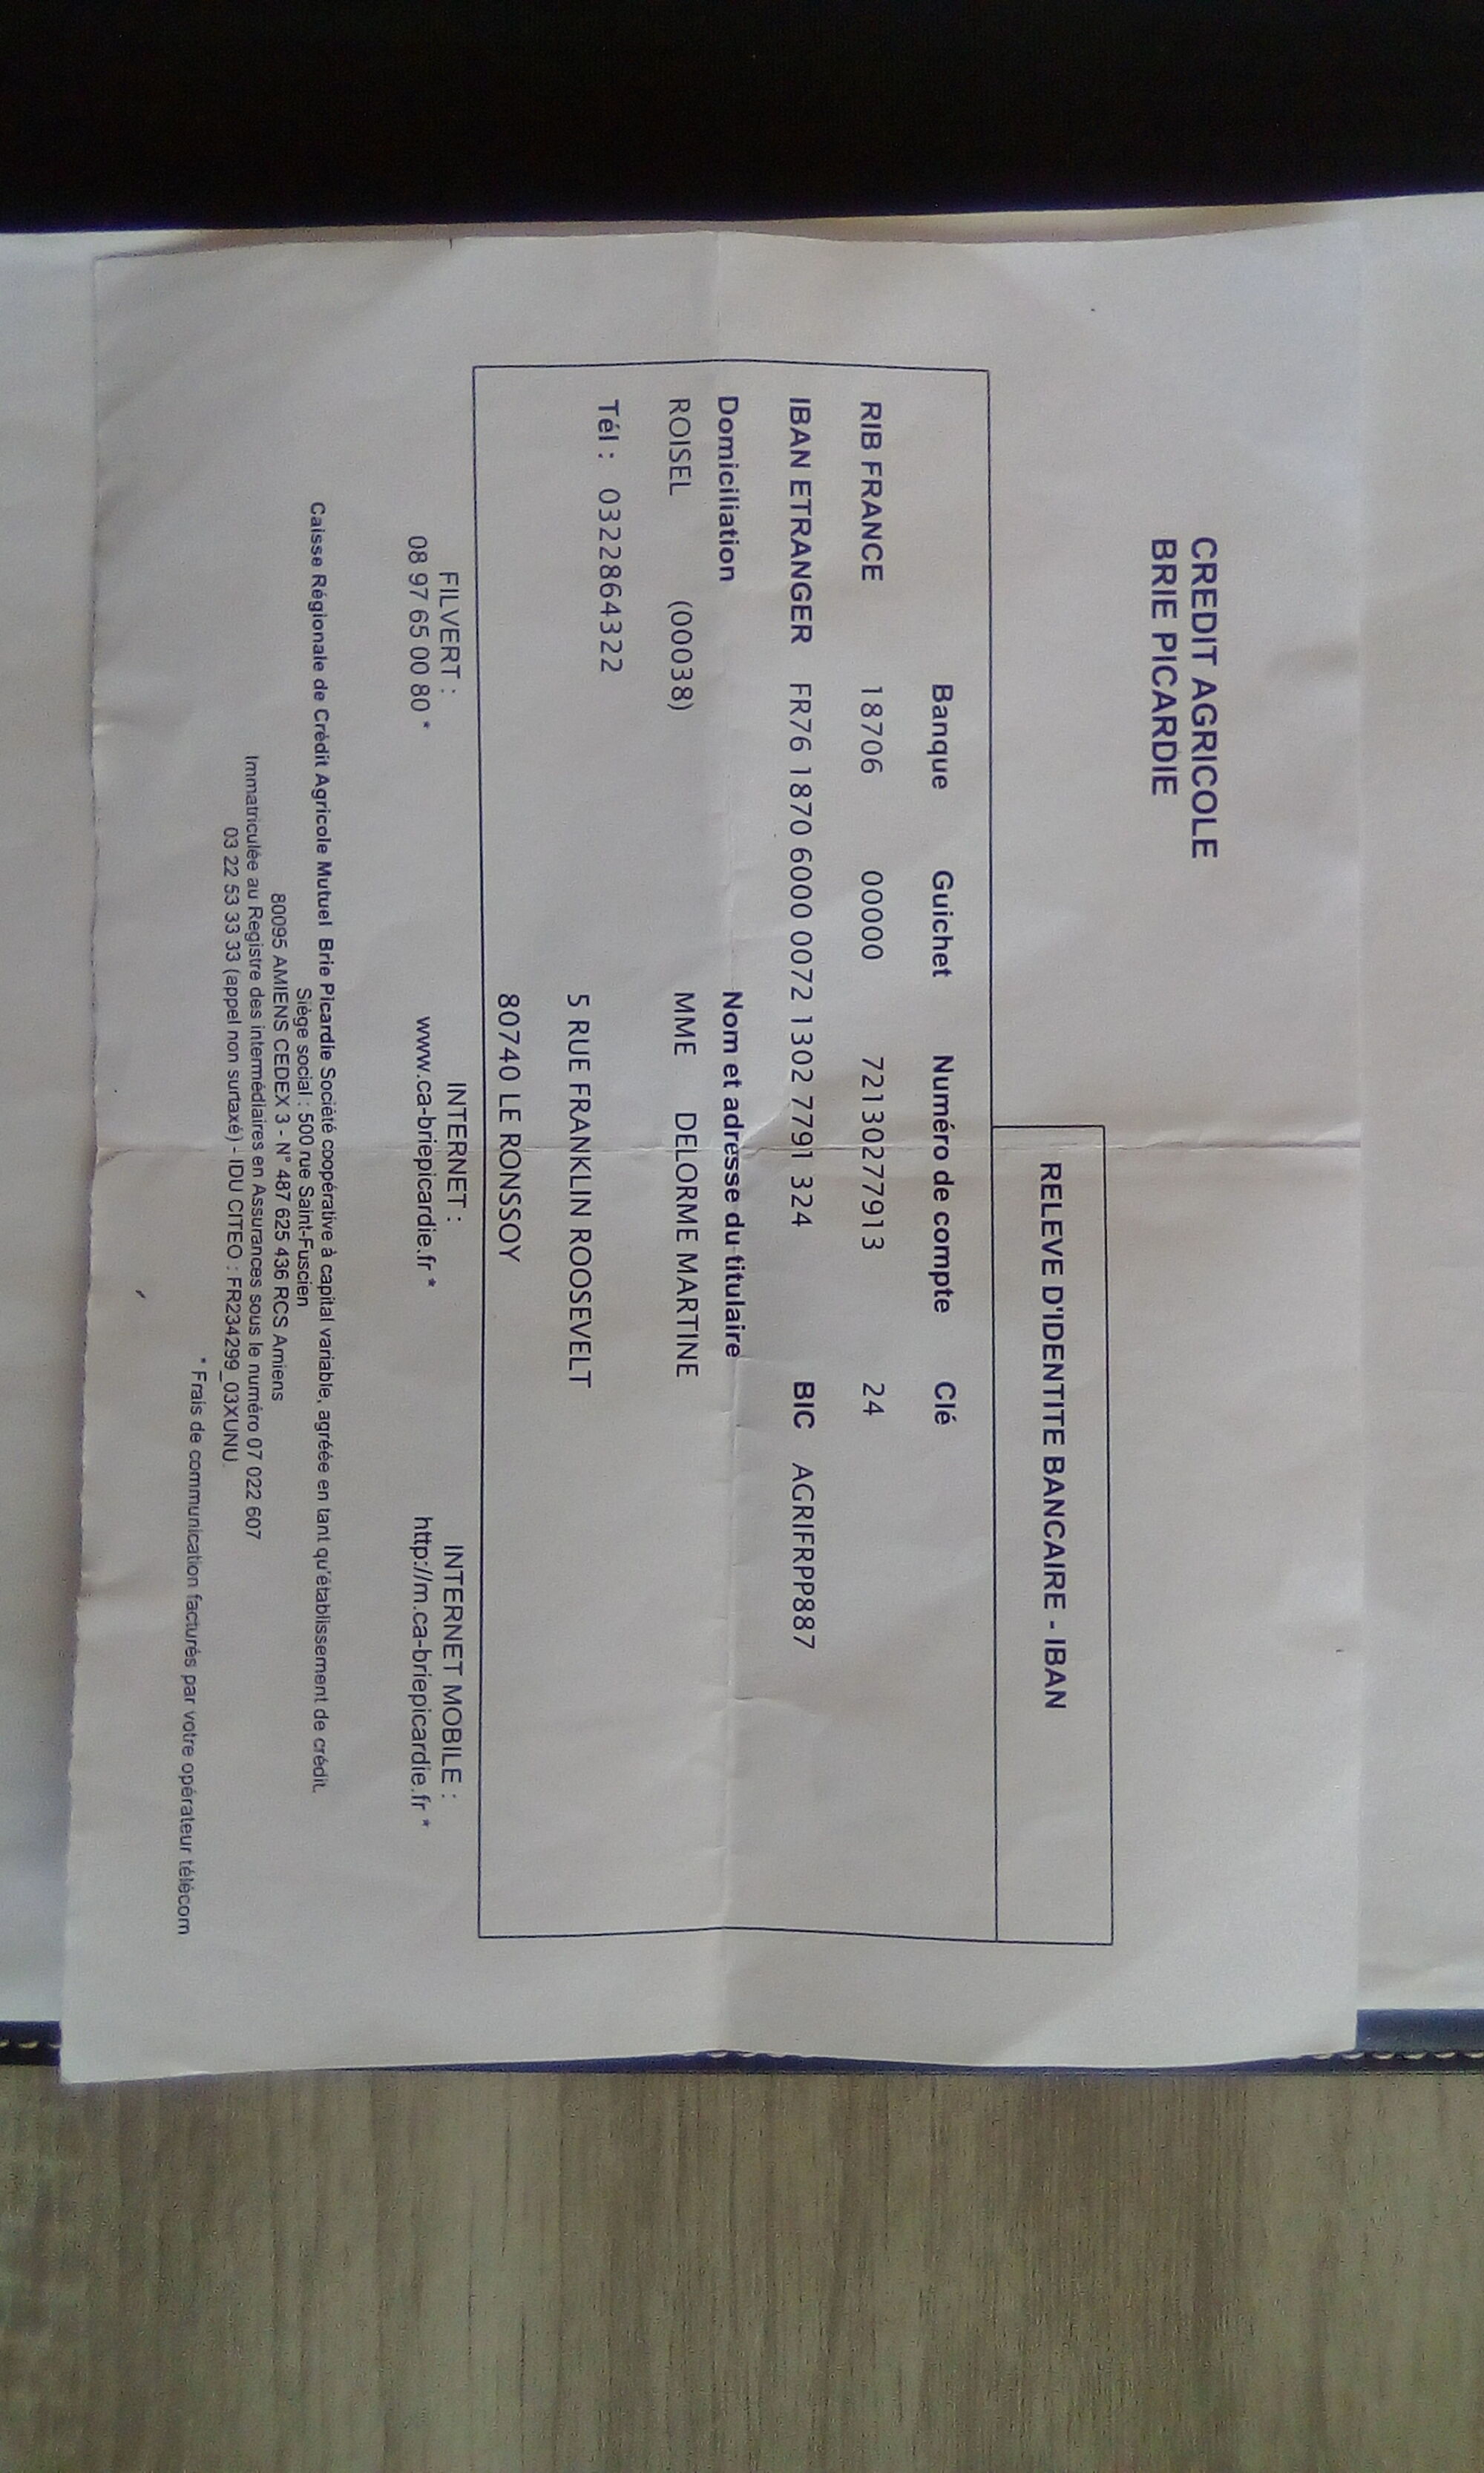 CREDIT AGRICOLE
BRIE PICARDIE
RELEVE D'IDENTITE BANCAIRE - IBAN
Banque Guichet Numéro de compte Clé
RIB FRANCE 18706 00000 72130277913 24
IBAN ETRANGER FR76 1870 6000 0072 1302 7791 324 BIC AGRIFRPP887
Domiciliation Nom et adresse du titulaire
ROISEL (00038) MME DELORME MARTINE
Tél : 0322864322
5 RUE FRANKLIN ROOSEVELT
80740 LE RONSSOY
FILVERT : INTERNET : INTERNET MOBILE :
08 97 65 00 80 * www.ca-briepicardie.fr * http://m.ca-briepicardie.fr *
Caisse Régionale de Crédit Agricole Mutuel Brie Picardie Société coopérative à capital variable, agréée en tant qu'établissement de crédit.
Siège social : 500 rue Saint-Fuscien
80095 AMIENS CEDEX 3 - N° 487 625 436 RCS Amiens
Immatriculée au Registre des intermédiaires en Assurances sous le numéro 07 022 607
03 22 53 33 33 (appel non surtaxé) - IDU CITEO : FR234299_03XUNU.
* Frais de communication facturés par votre opérateur télécom